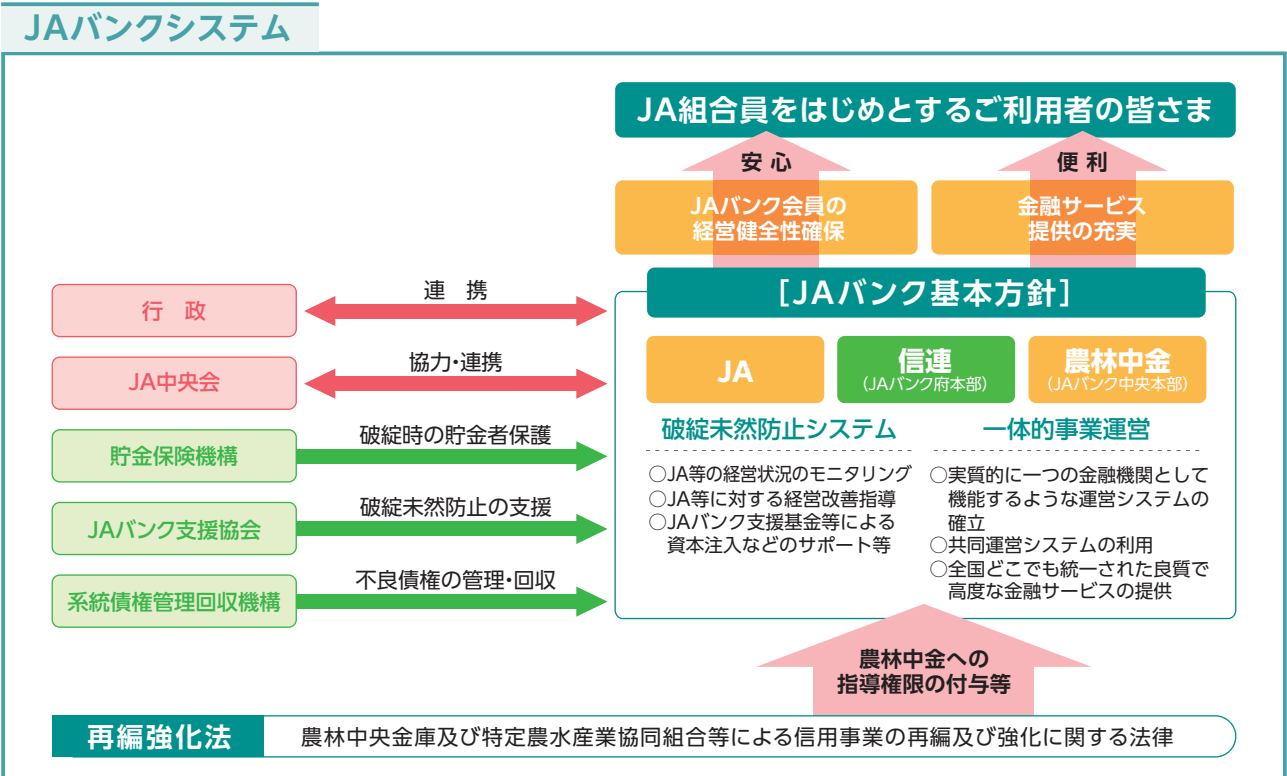 JAバンクシステム
JA組合員をはじめとするご利用者の皆さま
安 心
便 利
JAバンク会員の
経営健全性確保
金融サービス
提供の充実
[JAバンク基本方針]
行 政
連 携
JA中央会
協力・連携
貯金保険機構
破綻時の貯金者保護
JAバンク支援協会
破綻未然防止の支援
系統債権管理回収機構
不良債権の管理・回収
JA
信連
(JAバンク府本部)
農林中金
(JAバンク中央本部)
破綻未然防止システム
○JA等の経営状況のモニタリング
○JA等に対する経営改善指導
○JAバンク支援基金等による
資本注入などのサポート等
一体的事業運営
○実質的に一つの金融機関として
機能するような運営システムの
確立
○共同運営システムの利用
○全国どこでも統一された良質で
高度な金融サービスの提供
農林中金への
指導権限の付与等
再編強化法
農林中央金庫及び特定農水産業協同組合等による信用事業の再編及び強化に関する法律